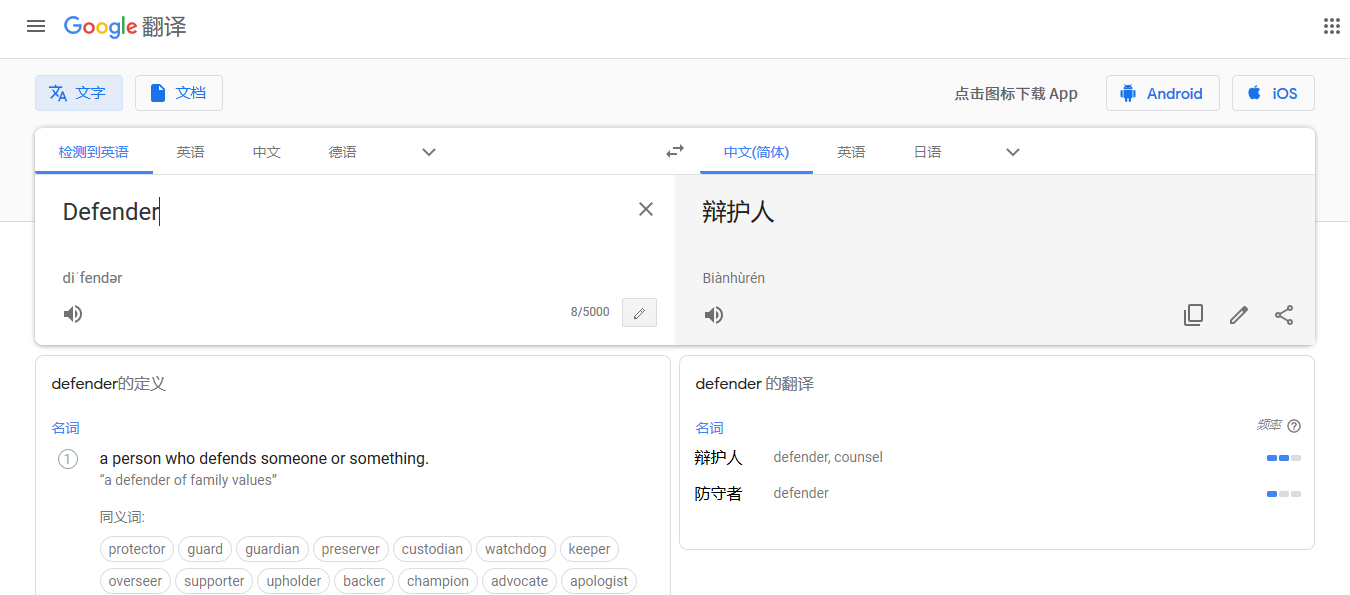 Google 翻译
文字 文档 点击图标下载 App Android iOS
检测到英语 英语 中文 德语 中文(简体) 英语 日语
Defender 辩护人
diˈfendər Biànhùrén
8/5000
defender的定义
名词
1 a person who defends someone or something.
“a defender of family values”
同义词:
protector guard guardian preserver custodian watchdog keeper
overseer supporter upholder backer champion advocate apologist
defender 的翻译
名词 频率 ?
辩护人 defender, counsel
防守者 defender